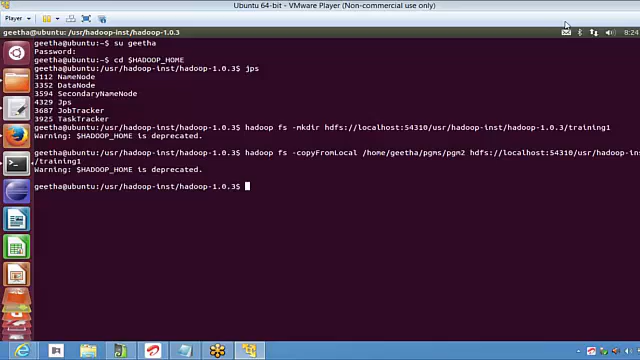 Ubuntu 64-bit - VMware Player (Non-commercial use only)
Player
geetha@ubuntu: /usr/hadoop-inst/hadoop-1.0.3
8:24
geetha@ubuntu:~$ su geetha
Password:
geetha@ubuntu:~$ cd $HADOOP_HOME
geetha@ubuntu:/usr/hadoop-inst/hadoop-1.0.3$ jps
3112 NameNode
3352 DataNode
3594 SecondaryNameNode
4329 Jps
3687 JobTracker
3925 TaskTracker
geetha@ubuntu:/usr/hadoop-inst/hadoop-1.0.3$ hadoop fs -mkdir hdfs://localhost:54310/usr/hadoop-inst/hadoop-1.0.3/training1
Warning: $HADOOP_HOME is deprecated.
geetha@ubuntu:/usr/hadoop-inst/hadoop-1.0.3$ hadoop fs -copyFromLocal /home/geetha/pgms/pgm2 hdfs://localhost:54310/usr/hadoop-ins
/training1
Warning: $HADOOP_HOME is deprecated.
geetha@ubuntu:/usr/hadoop-inst/hadoop-1.0.3$